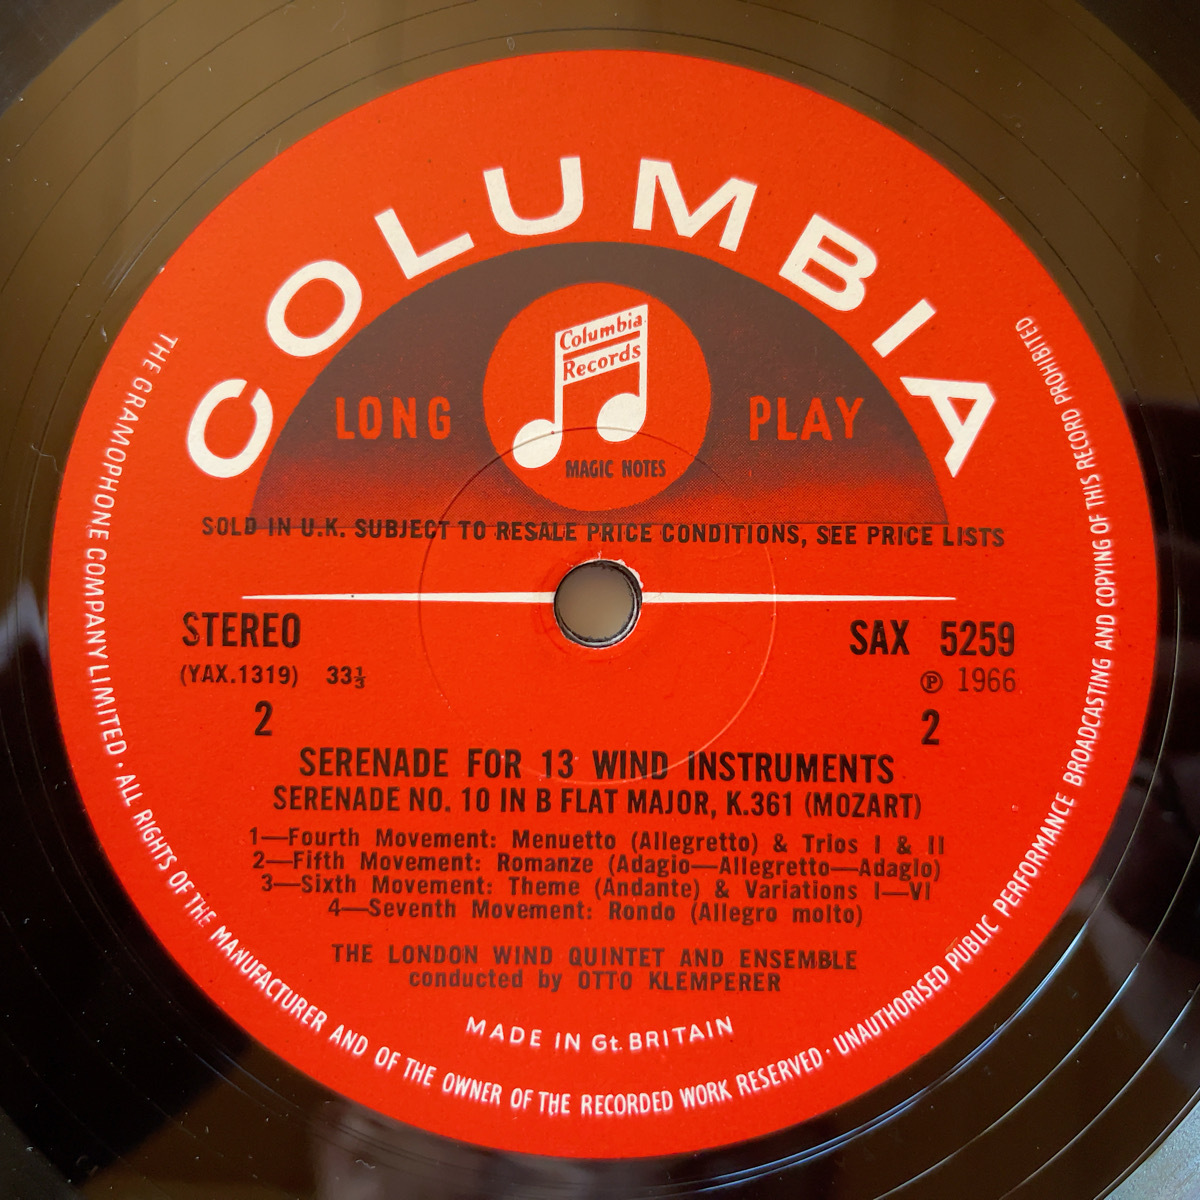 COLUMBIA
Columbia
Records
LONG PLAY
MAGIC NOTES
SOLD IN U.K. SUBJECT TO RESALE PRICE CONDITIONS, SEE PRICE LISTS
STEREO SAX 5259
(YAX.1319) 33⅓ ℗ 1966
2 2
SERENADE FOR 13 WIND INSTRUMENTS
SERENADE NO. 10 IN B FLAT MAJOR, K.361 (MOZART)
1—Fourth Movement: Menuetto (Allegretto) & Trios I & II
2—Fifth Movement: Romanze (Adagio—Allegretto—Adagio)
3—Sixth Movement: Theme (Andante) & Variations I—VI
4—Seventh Movement: Rondo (Allegro molto)
THE LONDON WIND QUINTET AND ENSEMBLE
conducted by OTTO KLEMPERER
MADE IN Gt. BRITAIN
THE GRAMOPHONE COMPANY LIMITED · ALL RIGHTS OF THE MANUFACTURER AND OF THE OWNER OF THE RECORDED WORK RESERVED · UNAUTHORISED PUBLIC PERFORMANCE BROADCASTING AND COPYING OF THIS RECORD PROHIBITED